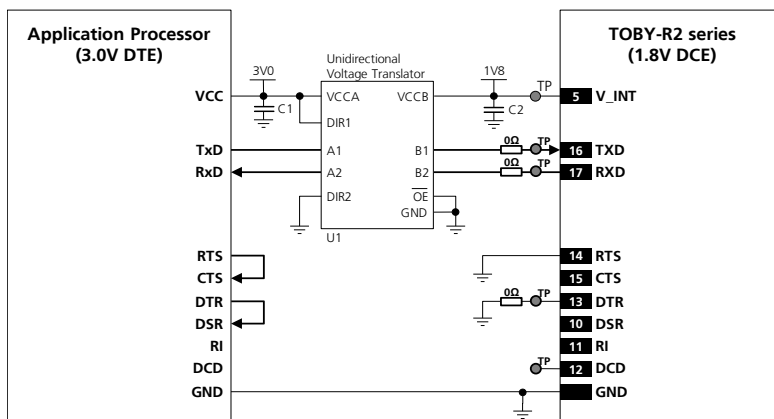 Application Processor
(3.0V DTE)
TOBY-R2 series
(1.8V DCE)
Unidirectional
Voltage Translator
3V0
1V8
TP
VCC
VCCA
VCCB
5
V_INT
C1
C2
DIR1
0Ω
TP
TxD
A1
B1
16
TXD
0Ω
TP
RxD
A2
B2
17
RXD
DIR2
OE
GND
U1
RTS
14
RTS
CTS
15
CTS
0Ω
TP
DTR
13
DTR
DSR
10
DSR
RI
11
RI
TP
DCD
12
DCD
GND
GND